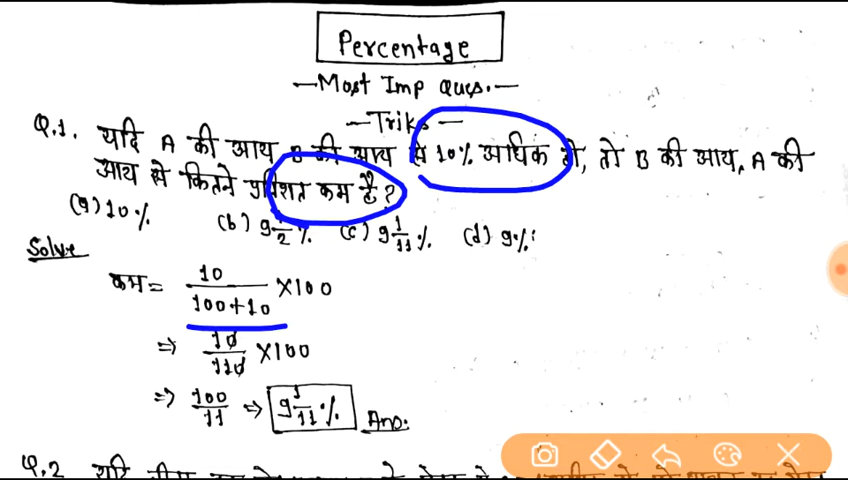 Percentage
—Most Imp Ques.—
—Triks—
Q.1. यदि A की आय B की आय से 10% अधिक हो, तो B की आय, A की
आय से कितने प्रतिशत कम है?
(a) 10% (b) 9 1/2 % (c) 9 1/11 % (d) 9%
Solve
कम = 10/(100+10) ×100
⇒ 10/110 ×100
⇒ 100/11 ⇒ 9 1/11 % Ans.
Q.2 यदि